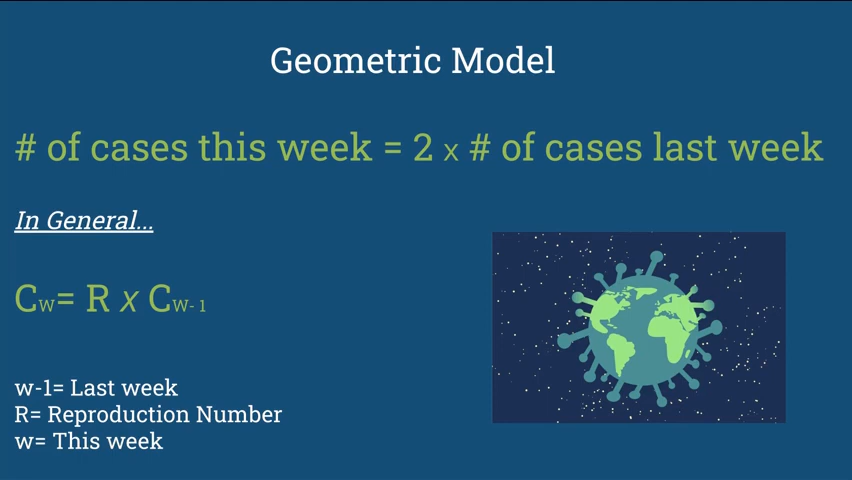 Geometric Model
# of cases this week = 2 x # of cases last week
In General...
CW= R x CW-1
w-1= Last week
R= Reproduction Number
w= This week